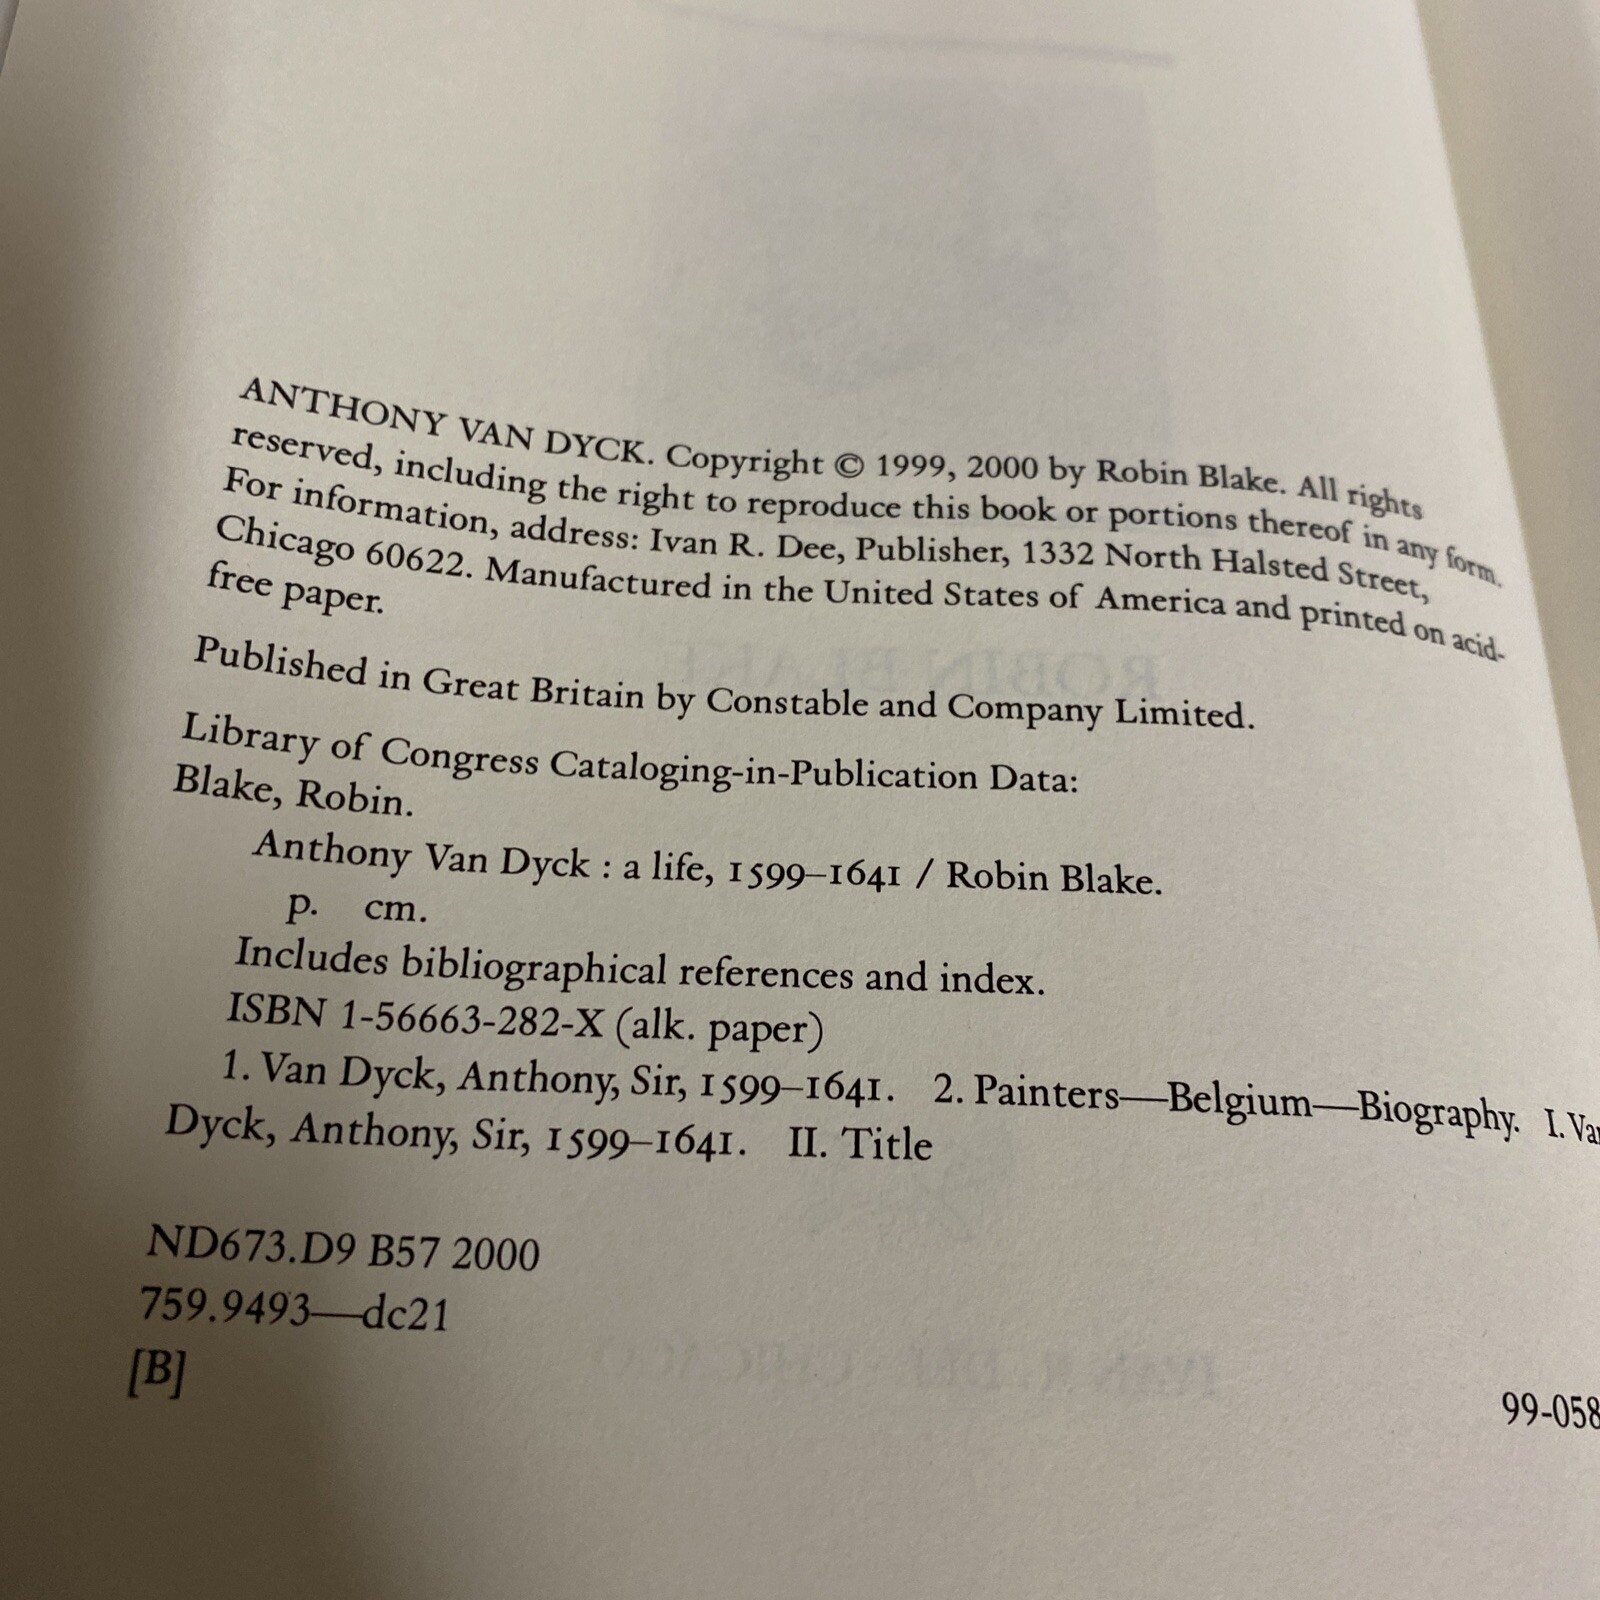 ANTHONY VAN DYCK. Copyright © 1999, 2000 by Robin Blake. All rights
reserved, including the right to reproduce this book or portions thereof in any form.
For information, address: Ivan R. Dee, Publisher, 1332 North Halsted Street,
Chicago 60622. Manufactured in the United States of America and printed on acid-
free paper.
Published in Great Britain by Constable and Company Limited.
Library of Congress Cataloging-in-Publication Data:
Blake, Robin.
Anthony Van Dyck : a life, 1599–1641 / Robin Blake.
p. cm.
Includes bibliographical references and index.
ISBN 1-56663-282-X (alk. paper)
1. Van Dyck, Anthony, Sir, 1599–1641. 2. Painters—Belgium—Biography. I. Van
Dyck, Anthony, Sir, 1599–1641. II. Title
ND673.D9 B57 2000
759.9493—dc21
[B]
99-058